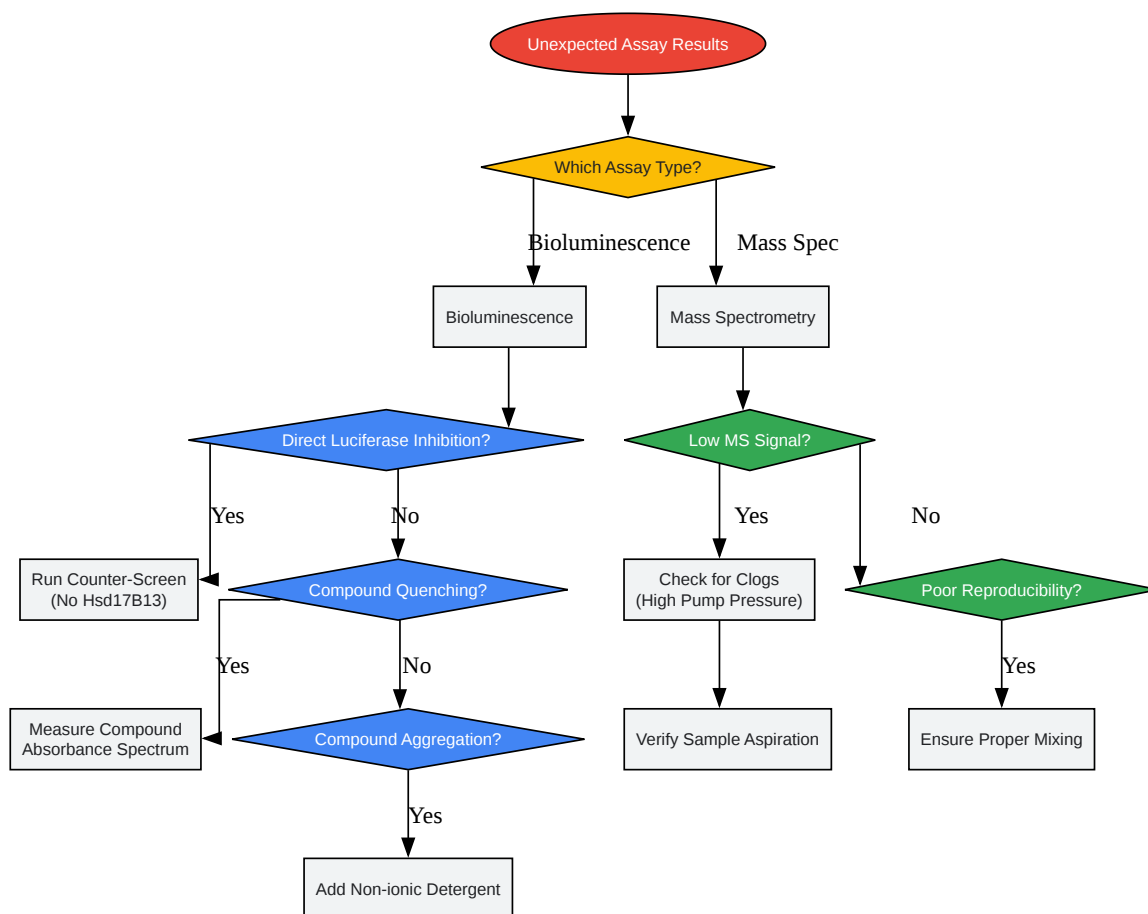 Unexpected Assay Results
Which Assay Type?
Bioluminescence
Mass Spec
Bioluminescence
Mass Spectrometry
Direct Luciferase Inhibition?
Low MS Signal?
Yes
No
Yes
No
Run Counter-Screen
(No Hsd17B13)
Compound Quenching?
Check for Clogs
(High Pump Pressure)
Poor Reproducibility?
Yes
No
Yes
Measure Compound
Absorbance Spectrum
Compound Aggregation?
Verify Sample Aspiration
Ensure Proper Mixing
Yes
Add Non-ionic Detergent